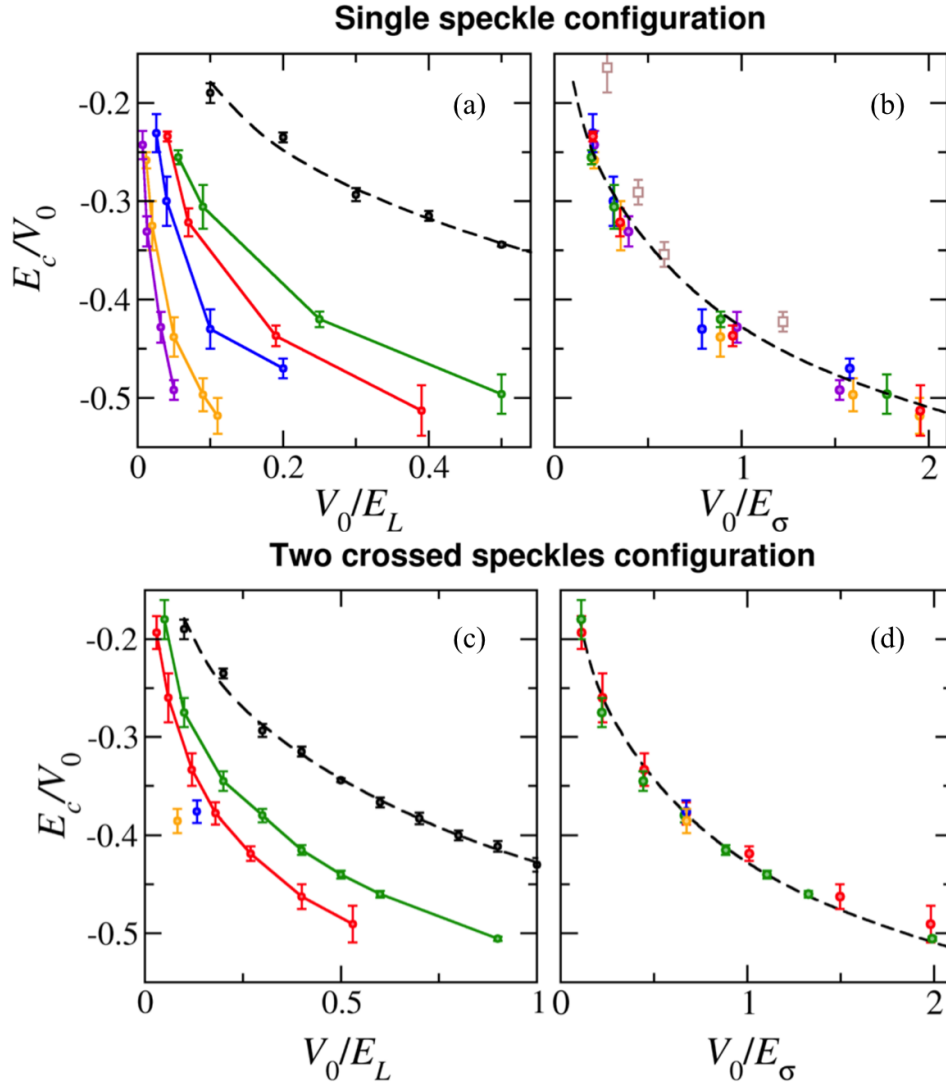 Single speckle configuration
(a)
(b)
-0.2
-0.3
-0.4
-0.5
E_c/V_0
0
0.2
0.4
0
1
2
V_0/E_L
V_0/E_σ
Two crossed speckles configuration
(c)
(d)
-0.2
-0.3
-0.4
-0.5
E_c/V_0
0
0.5
1
0
1
2
V_0/E_L
V_0/E_σ